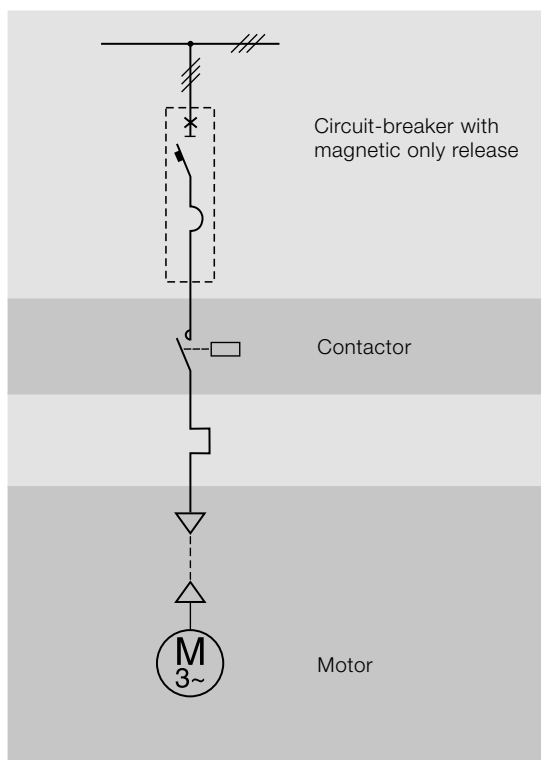 Circuit-breaker with
magnetic only release
Contactor
M
3~
Motor